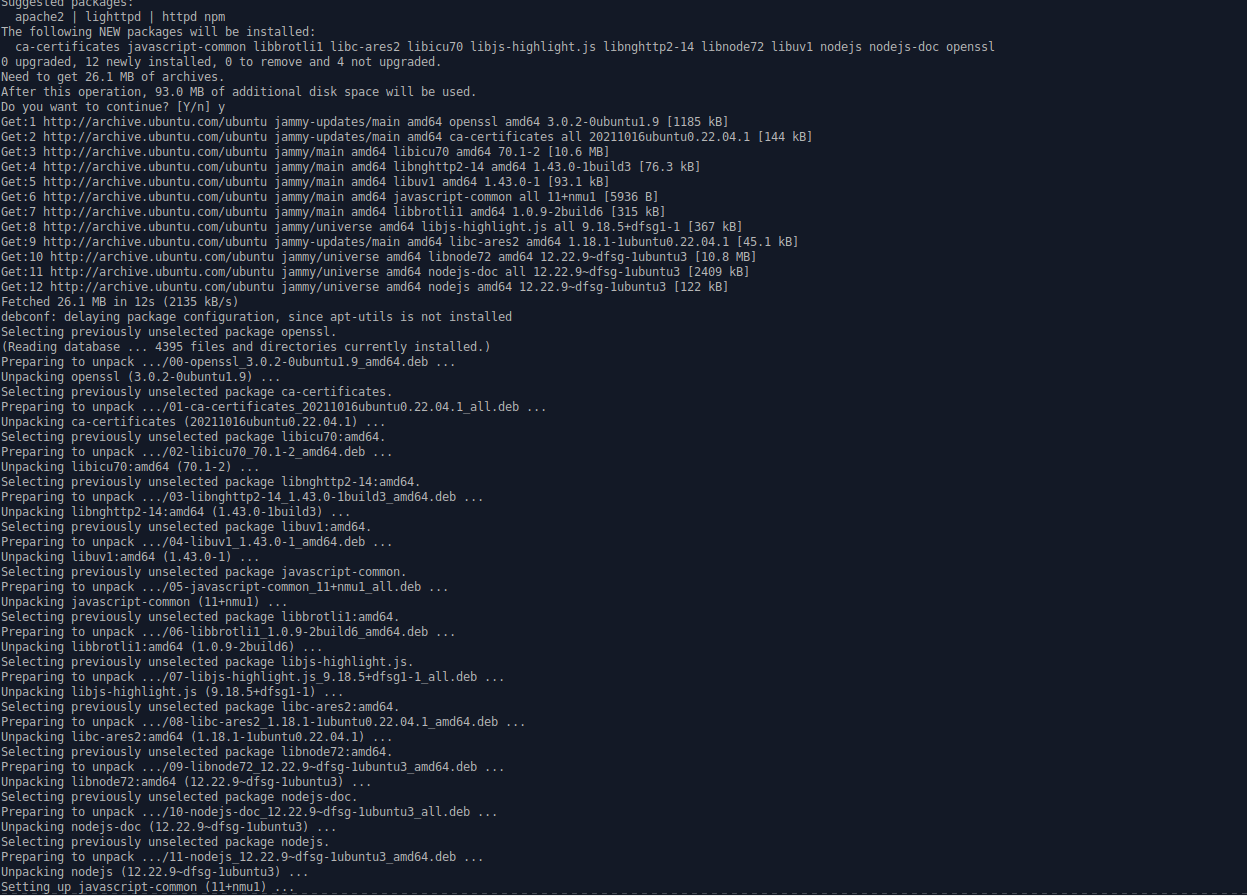 Suggested packages:
  apache2 | lighttpd | httpd npm
The following NEW packages will be installed:
  ca-certificates javascript-common libbrotli1 libc-ares2 libicu70 libjs-highlight.js libnghttp2-14 libnode72 libuv1 nodejs nodejs-doc openssl
0 upgraded, 12 newly installed, 0 to remove and 4 not upgraded.
Need to get 26.1 MB of archives.
After this operation, 93.0 MB of additional disk space will be used.
Do you want to continue? [Y/n] y
Get:1 http://archive.ubuntu.com/ubuntu jammy-updates/main amd64 openssl amd64 3.0.2-0ubuntu1.9 [1185 kB]
Get:2 http://archive.ubuntu.com/ubuntu jammy-updates/main amd64 ca-certificates all 20211016ubuntu0.22.04.1 [144 kB]
Get:3 http://archive.ubuntu.com/ubuntu jammy/main amd64 libicu70 amd64 70.1-2 [10.6 MB]
Get:4 http://archive.ubuntu.com/ubuntu jammy/main amd64 libnghttp2-14 amd64 1.43.0-1build3 [76.3 kB]
Get:5 http://archive.ubuntu.com/ubuntu jammy/main amd64 libuv1 amd64 1.43.0-1 [93.1 kB]
Get:6 http://archive.ubuntu.com/ubuntu jammy/main amd64 javascript-common all 11+nmu1 [5936 B]
Get:7 http://archive.ubuntu.com/ubuntu jammy/main amd64 libbrotli1 amd64 1.0.9-2build6 [315 kB]
Get:8 http://archive.ubuntu.com/ubuntu jammy/universe amd64 libjs-highlight.js all 9.18.5+dfsg1-1 [367 kB]
Get:9 http://archive.ubuntu.com/ubuntu jammy-updates/main amd64 libc-ares2 amd64 1.18.1-1ubuntu0.22.04.1 [45.1 kB]
Get:10 http://archive.ubuntu.com/ubuntu jammy/universe amd64 libnode72 amd64 12.22.9~dfsg-1ubuntu3 [10.8 MB]
Get:11 http://archive.ubuntu.com/ubuntu jammy/universe amd64 nodejs-doc all 12.22.9~dfsg-1ubuntu3 [2409 kB]
Get:12 http://archive.ubuntu.com/ubuntu jammy/universe amd64 nodejs amd64 12.22.9~dfsg-1ubuntu3 [122 kB]
Fetched 26.1 MB in 12s (2135 kB/s)
debconf: delaying package configuration, since apt-utils is not installed
Selecting previously unselected package openssl.
(Reading database ... 4395 files and directories currently installed.)
Preparing to unpack .../00-openssl_3.0.2-0ubuntu1.9_amd64.deb ...
Unpacking openssl (3.0.2-0ubuntu1.9) ...
Selecting previously unselected package ca-certificates.
Preparing to unpack .../01-ca-certificates_20211016ubuntu0.22.04.1_all.deb ...
Unpacking ca-certificates (20211016ubuntu0.22.04.1) ...
Selecting previously unselected package libicu70:amd64.
Preparing to unpack .../02-libicu70_70.1-2_amd64.deb ...
Unpacking libicu70:amd64 (70.1-2) ...
Selecting previously unselected package libnghttp2-14:amd64.
Preparing to unpack .../03-libnghttp2-14_1.43.0-1build3_amd64.deb ...
Unpacking libnghttp2-14:amd64 (1.43.0-1build3) ...
Selecting previously unselected package libuv1:amd64.
Preparing to unpack .../04-libuv1_1.43.0-1_amd64.deb ...
Unpacking libuv1:amd64 (1.43.0-1) ...
Selecting previously unselected package javascript-common.
Preparing to unpack .../05-javascript-common_11+nmu1_all.deb ...
Unpacking javascript-common (11+nmu1) ...
Selecting previously unselected package libbrotli1:amd64.
Preparing to unpack .../06-libbrotli1_1.0.9-2build6_amd64.deb ...
Unpacking libbrotli1:amd64 (1.0.9-2build6) ...
Selecting previously unselected package libjs-highlight.js.
Preparing to unpack .../07-libjs-highlight.js_9.18.5+dfsg1-1_all.deb ...
Unpacking libjs-highlight.js (9.18.5+dfsg1-1) ...
Selecting previously unselected package libc-ares2:amd64.
Preparing to unpack .../08-libc-ares2_1.18.1-1ubuntu0.22.04.1_amd64.deb ...
Unpacking libc-ares2:amd64 (1.18.1-1ubuntu0.22.04.1) ...
Selecting previously unselected package libnode72:amd64.
Preparing to unpack .../09-libnode72_12.22.9~dfsg-1ubuntu3_amd64.deb ...
Unpacking libnode72:amd64 (12.22.9~dfsg-1ubuntu3) ...
Selecting previously unselected package nodejs-doc.
Preparing to unpack .../10-nodejs-doc_12.22.9~dfsg-1ubuntu3_all.deb ...
Unpacking nodejs-doc (12.22.9~dfsg-1ubuntu3) ...
Selecting previously unselected package nodejs.
Preparing to unpack .../11-nodejs_12.22.9~dfsg-1ubuntu3_amd64.deb ...
Unpacking nodejs (12.22.9~dfsg-1ubuntu3) ...
Setting up javascript-common (11+nmu1) ...